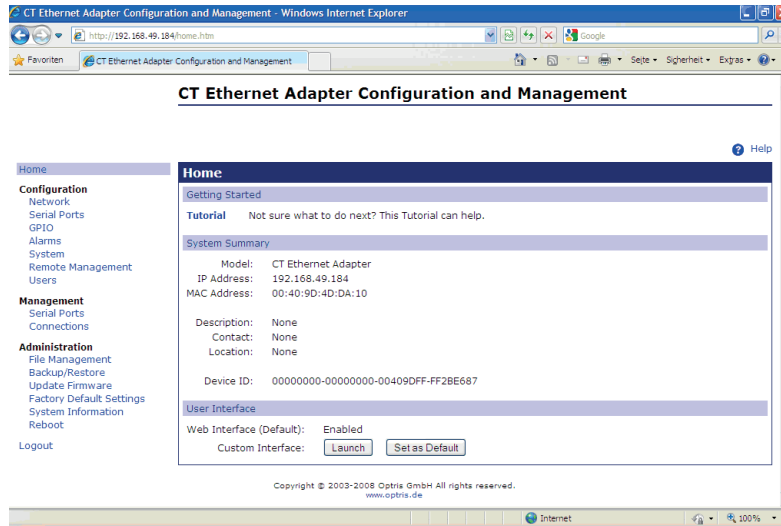 CT Ethernet Adapter Configuration and Management - Windows Internet Explorer
http://192.168.49.184/home.htm
Google
Favoriten
CT Ethernet Adapter Configuration and Management
Seite
Sicherheit
Extras
CT Ethernet Adapter Configuration and Management
Help
Home
Configuration
Network
Serial Ports
GPIO
Alarms
System
Remote Management
Users
Management
Serial Ports
Connections
Administration
File Management
Backup/Restore
Update Firmware
Factory Default Settings
System Information
Reboot
Logout
Home
Getting Started
Tutorial Not sure what to do next? This Tutorial can help.
System Summary
Model: CT Ethernet Adapter
IP Address: 192.168.49.184
MAC Address: 00:40:9D:4D:DA:10
Description: None
Contact: None
Location: None
Device ID: 00000000-00000000-00409DFF-FF2BE687
User Interface
Web Interface (Default): Enabled
Custom Interface: Launch Set as Default
Copyright © 2003-2008 Optris GmbH All rights reserved.
www.optris.de
Internet
100%